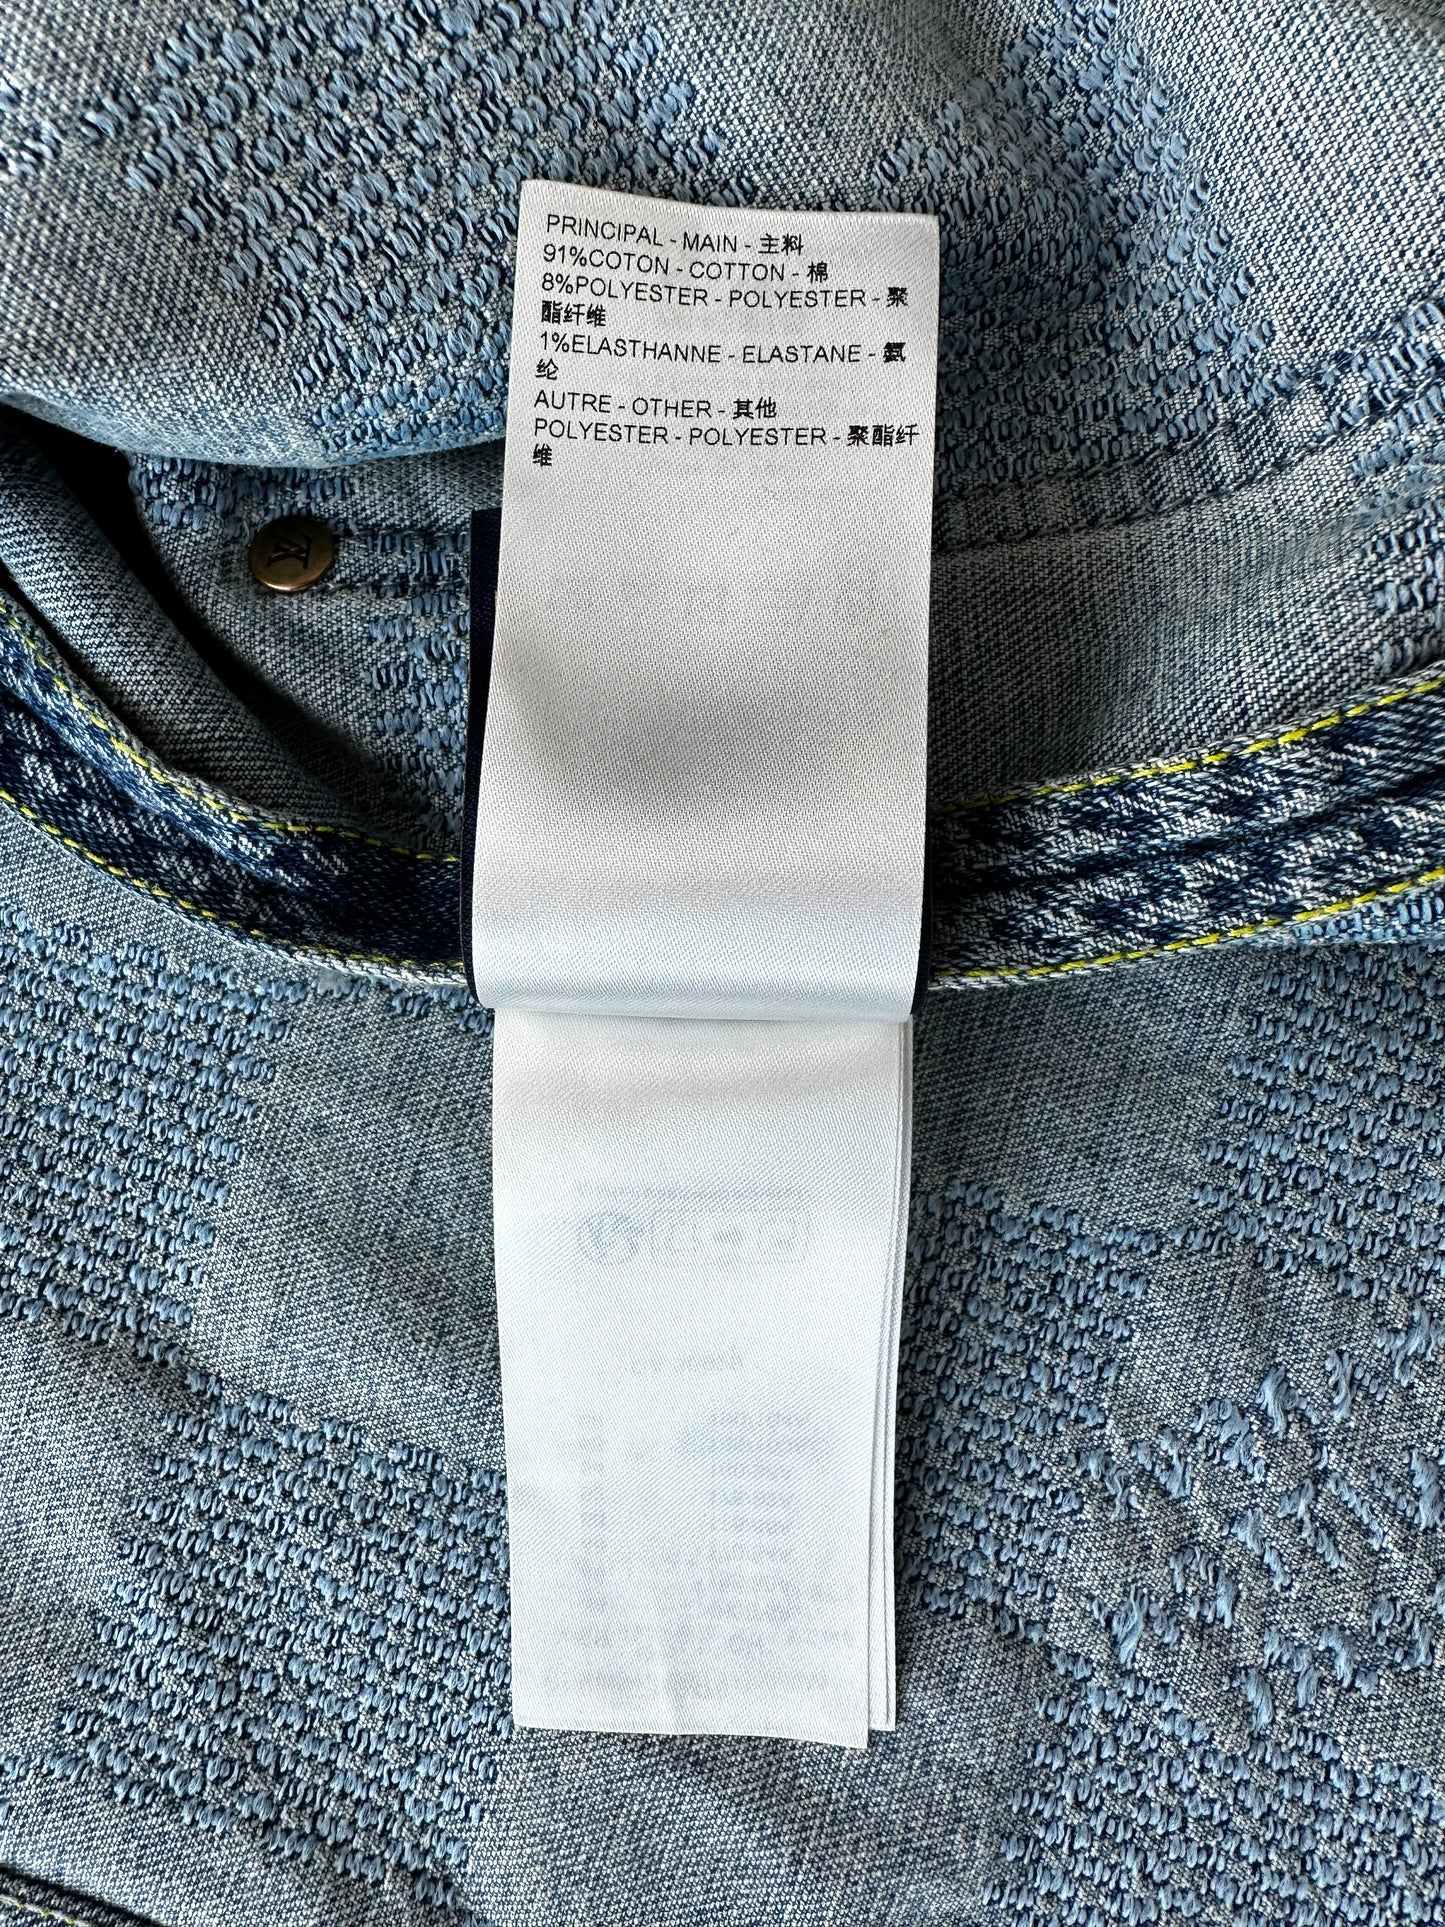 PRINCIPAL - MAIN - 主料
91%COTON - COTTON - 棉
8%POLYESTER - POLYESTER - 聚
酯纤维
1%ELASTHANNE - ELASTANE - 氨
纶
AUTRE - OTHER - 其他
POLYESTER - POLYESTER - 聚酯纤
维
LV